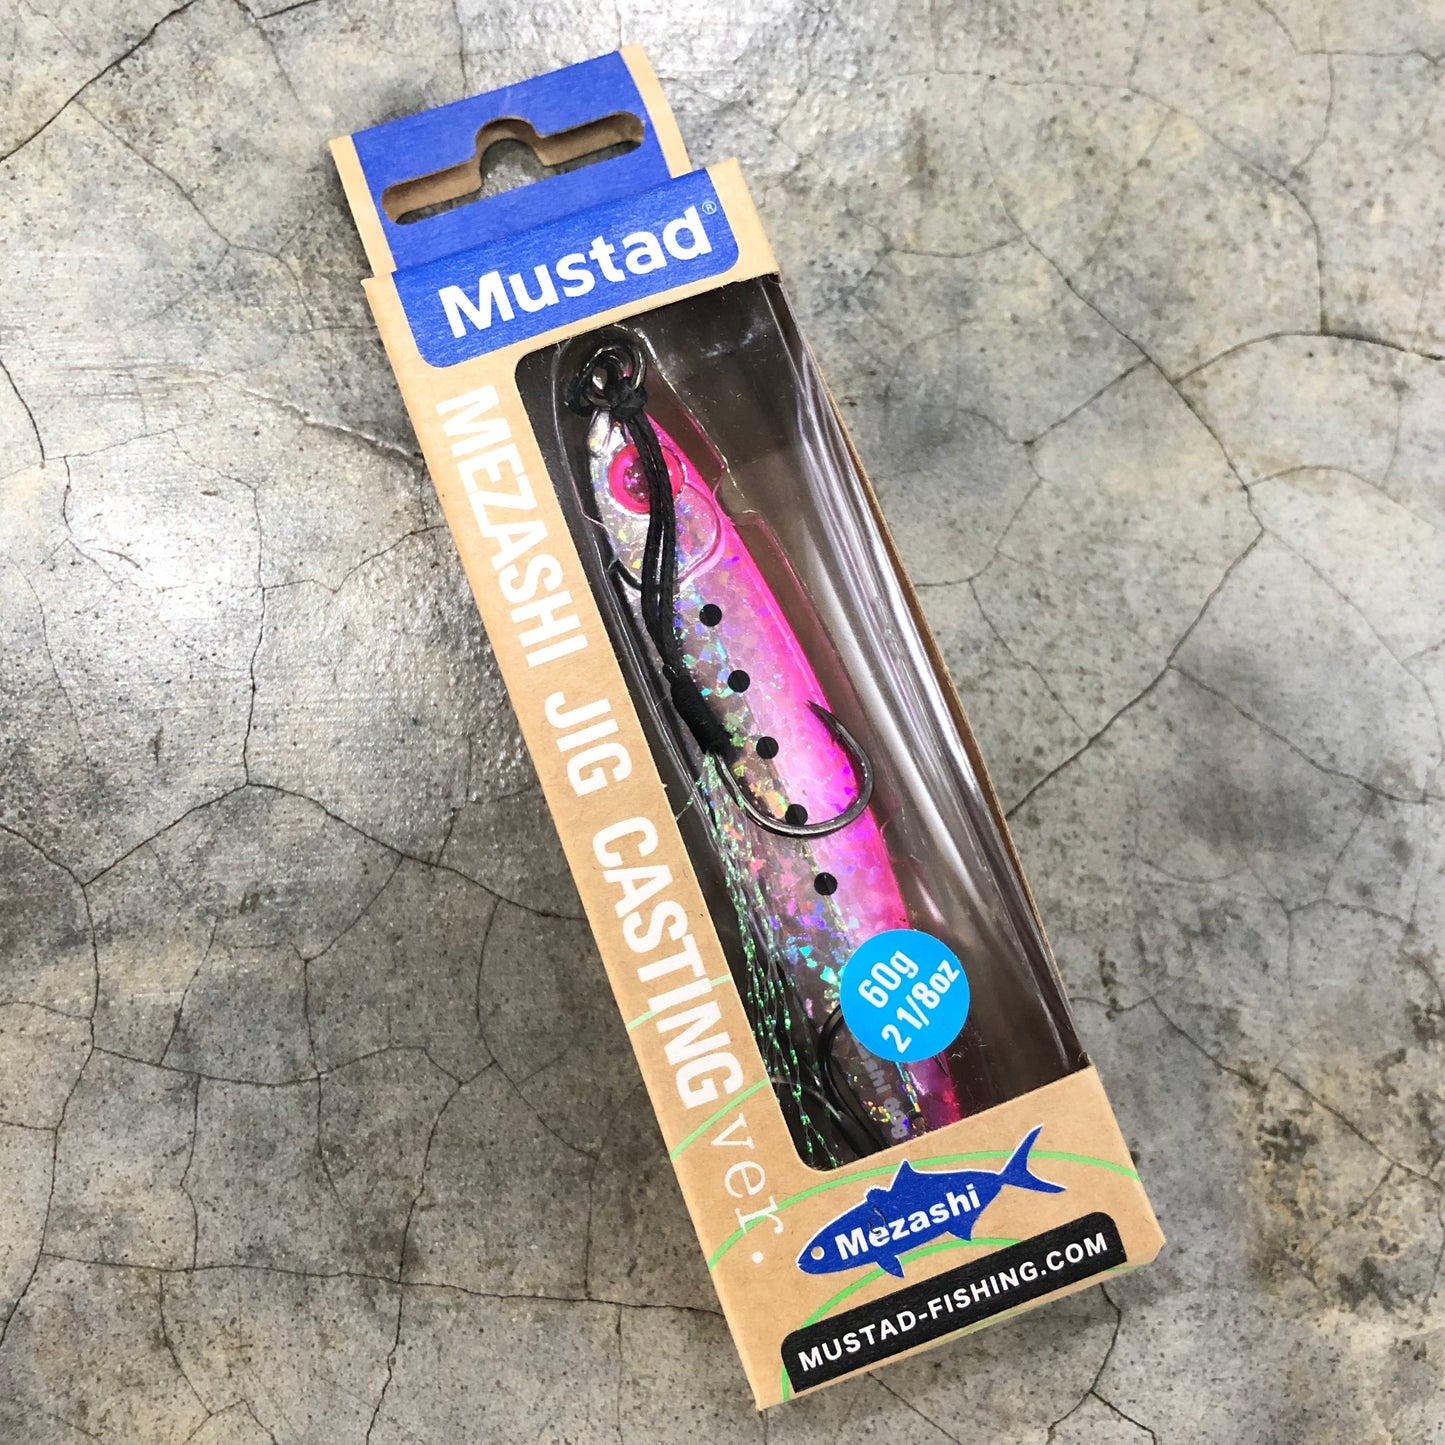 Mustad®
MEZASHI JIG CASTING ver.
60g
2 1/8oz
Mezashi
MUSTAD-FISHING.COM